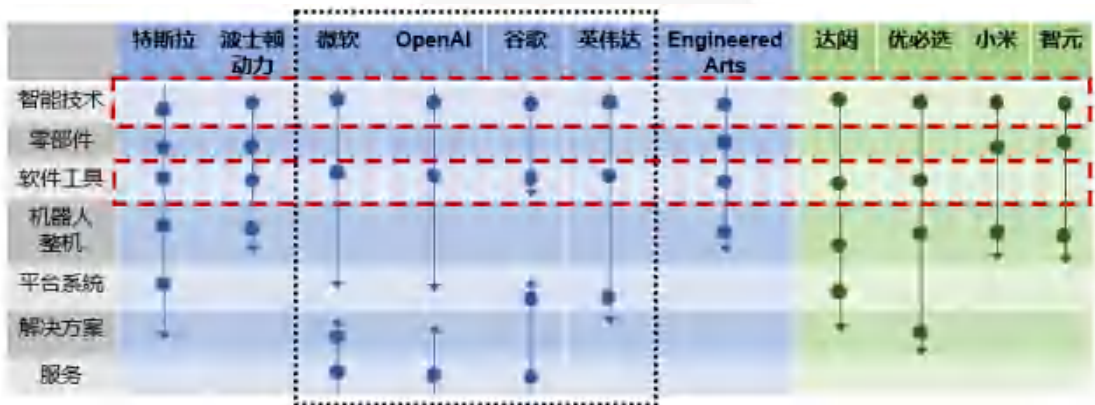 特斯拉 波士顿 微软 OpenAI 谷歌 英伟达 Engineered 达闼 优必选 小米 智元
动力 Arts
智能技术
零部件
软件工具
机器人
整机
平台系统
解决方案
服务